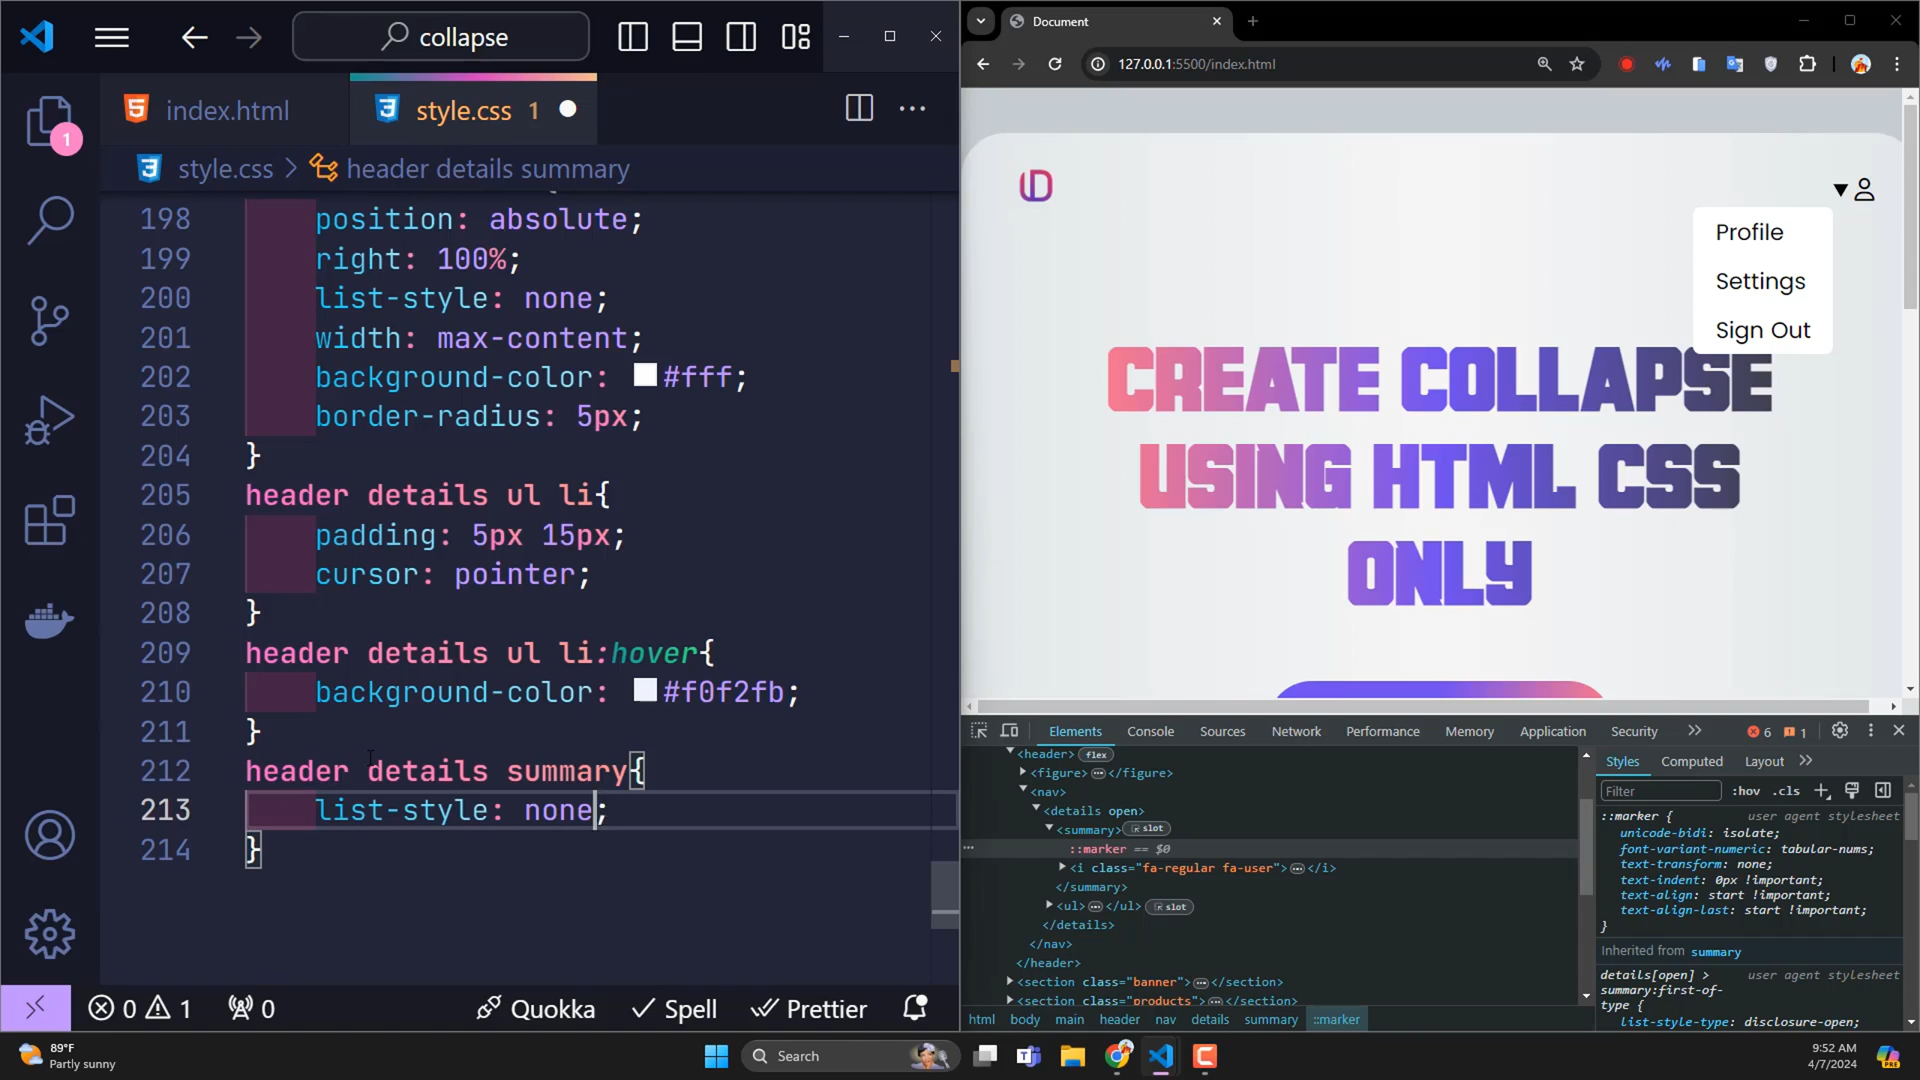 collapse
index.html
style.css 1
1
style.css > header details summary
198 position: absolute;
199 right: 100%;
200 list-style: none;
201 width: max-content;
202 background-color: #fff;
203 border-radius: 5px;
204 }
205 header details ul li{
206 padding: 5px 15px;
207 cursor: pointer;
208 }
209 header details ul li:hover{
210 background-color: #f0f2fb;
211 }
212 header details summary{
213 list-style: none;
214 }
0 1 0 Quokka Spell Prettier
Document
127.0.0.1:5500/index.html
Profile
Settings
Sign Out
CREATE COLLAPSE
USING HTML CSS
ONLY
Elements Console Sources Network Performance Memory Application Security 6 1
<header> flex
<figure> </figure>
<nav>
<details open>
<summary> slot
::marker == $0
<i class="fa-regular fa-user"> </i>
</summary>
<ul> </ul> slot
</details>
</nav>
</header>
<section class="banner"> </section>
<section class="products"> </section>
html body main header nav details summary ::marker
Styles Computed Layout
Filter :hov .cls
::marker { user agent stylesheet
unicode-bidi: isolate;
font-variant-numeric: tabular-nums;
text-transform: none;
text-indent: 0px !important;
text-align: start !important;
text-align-last: start !important;
}
Inherited from summary
details[open] > user agent stylesheet
summary:first-of-
type {
list-style-type: disclosure-open;
89°F
Partly sunny
Search
9:52 AM
4/7/2024